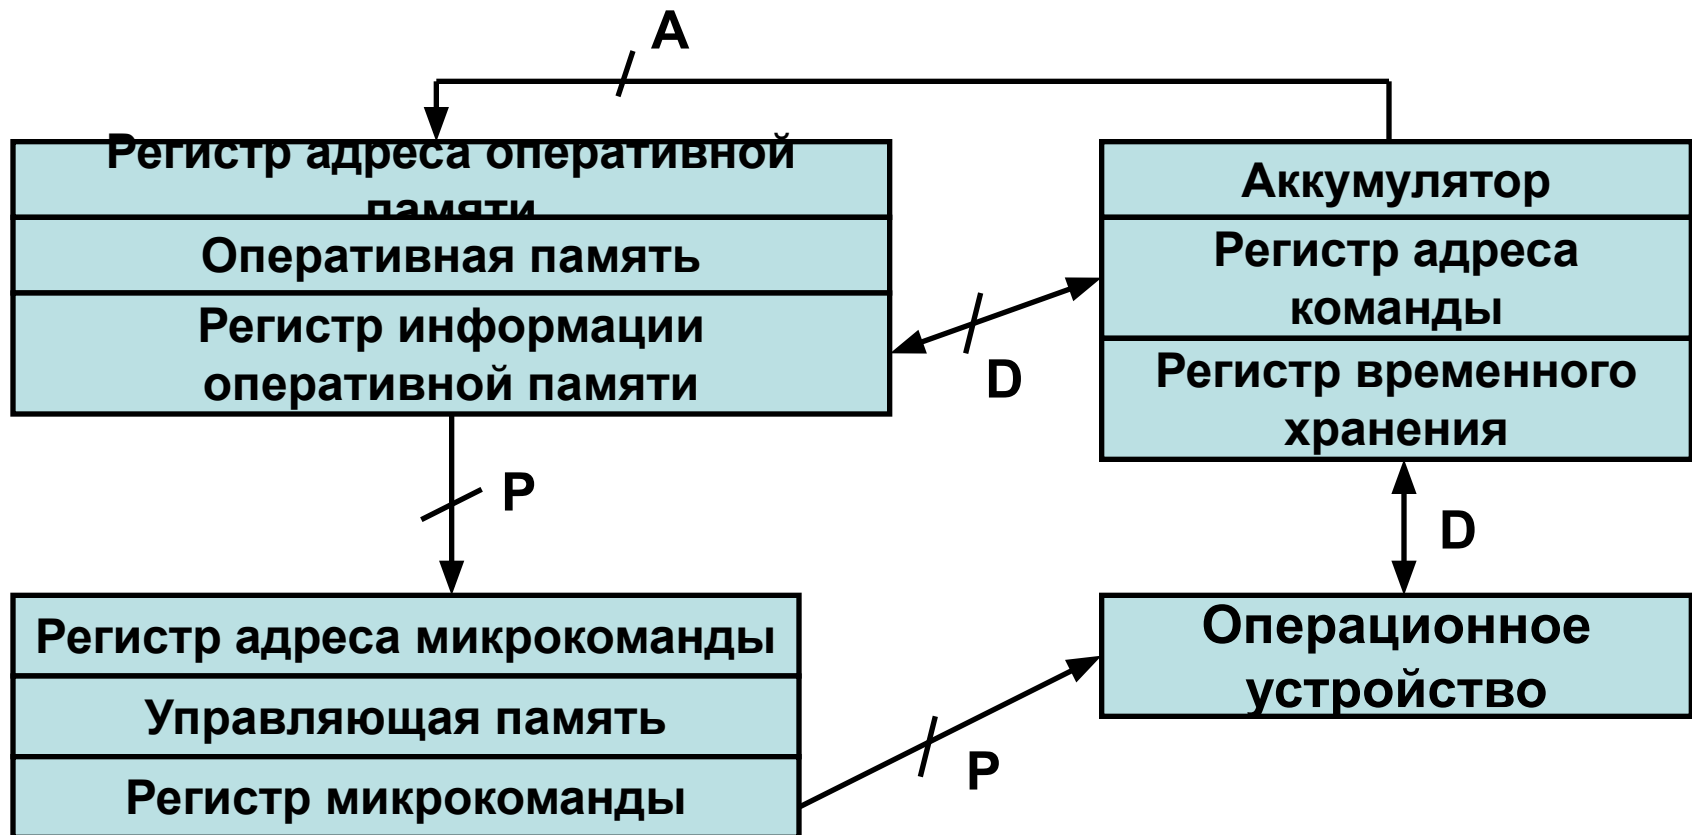 A
Регистр адреса оперативной
памяти
Оперативная память
Регистр информации
оперативной памяти
Аккумулятор
Регистр адреса
команды
Регистр временного
хранения
D
P
D
Регистр адреса микрокоманды
Управляющая память
Регистр микрокоманды
P
Операционное
устройство